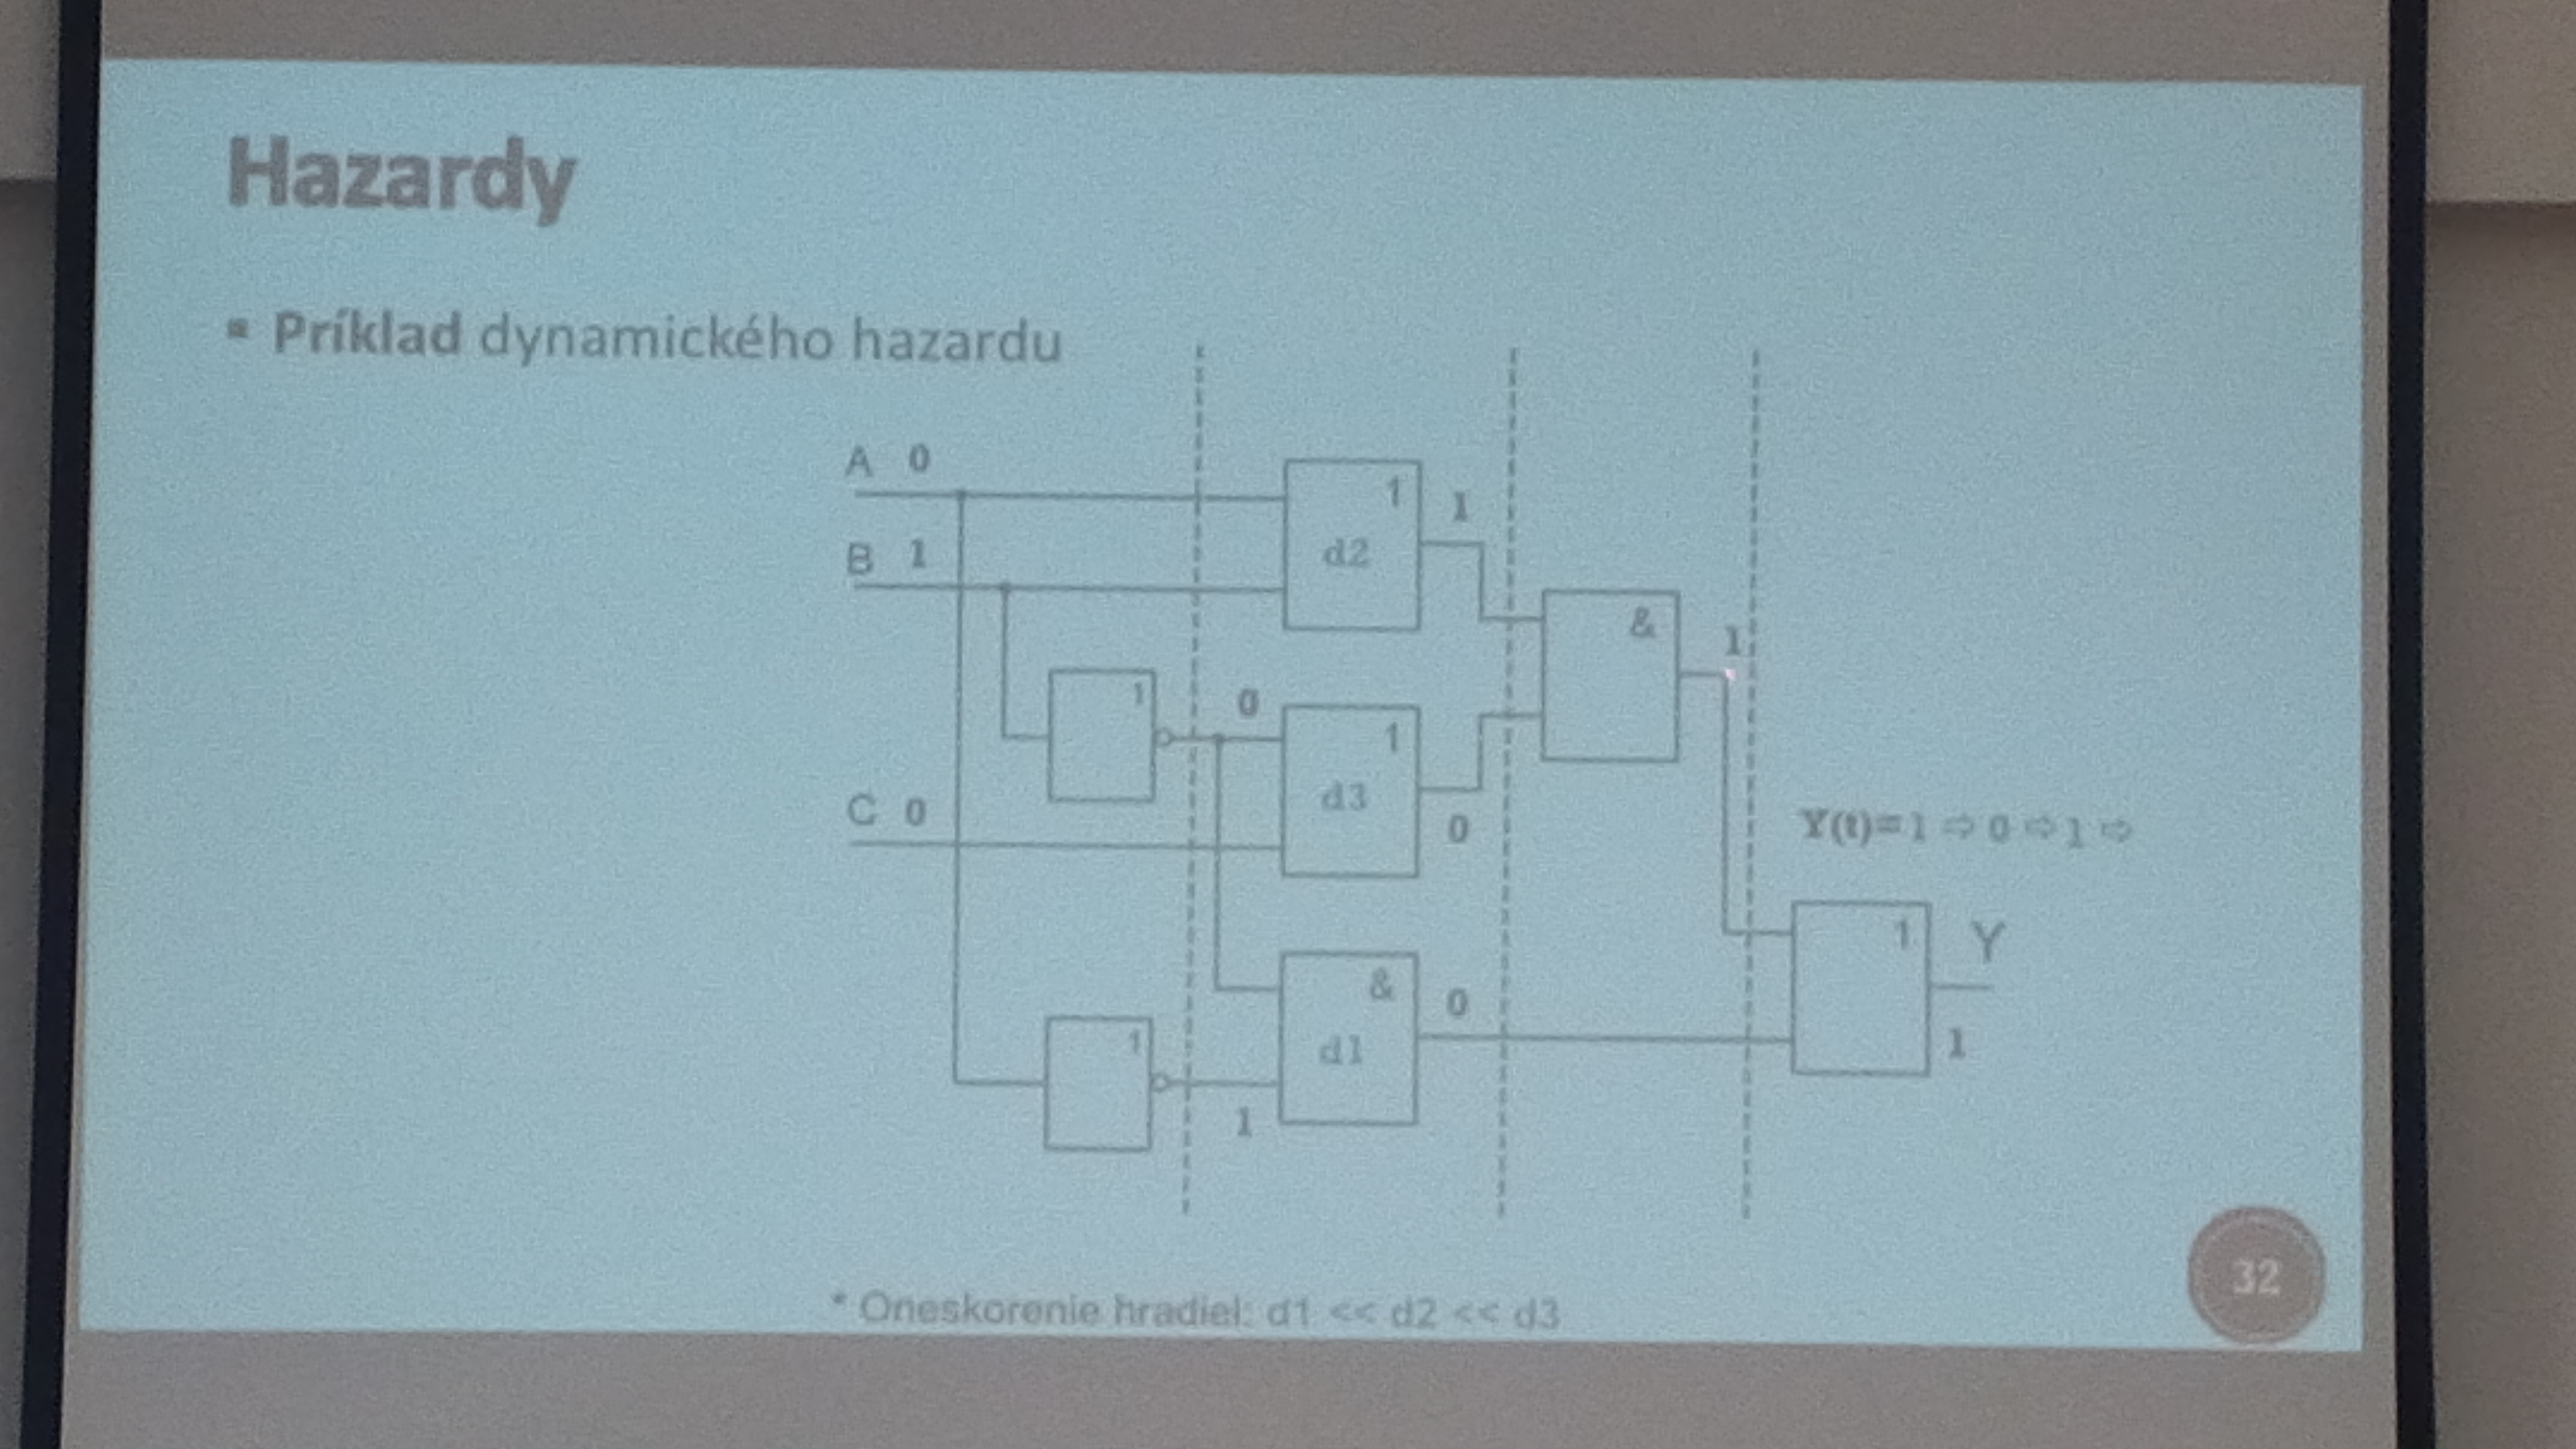 Hazardy
▪ Príklad dynamického hazardu
A 0
1
d2
1
B 1
&
1
1
0
1
d3
0
C 0
Y(t)=1 ⇨ 0 ⇨ 1 ⇨
1
Y
1
&
d1
0
1
1
* Oneskorenie hradiel: d1 << d2 << d3
32